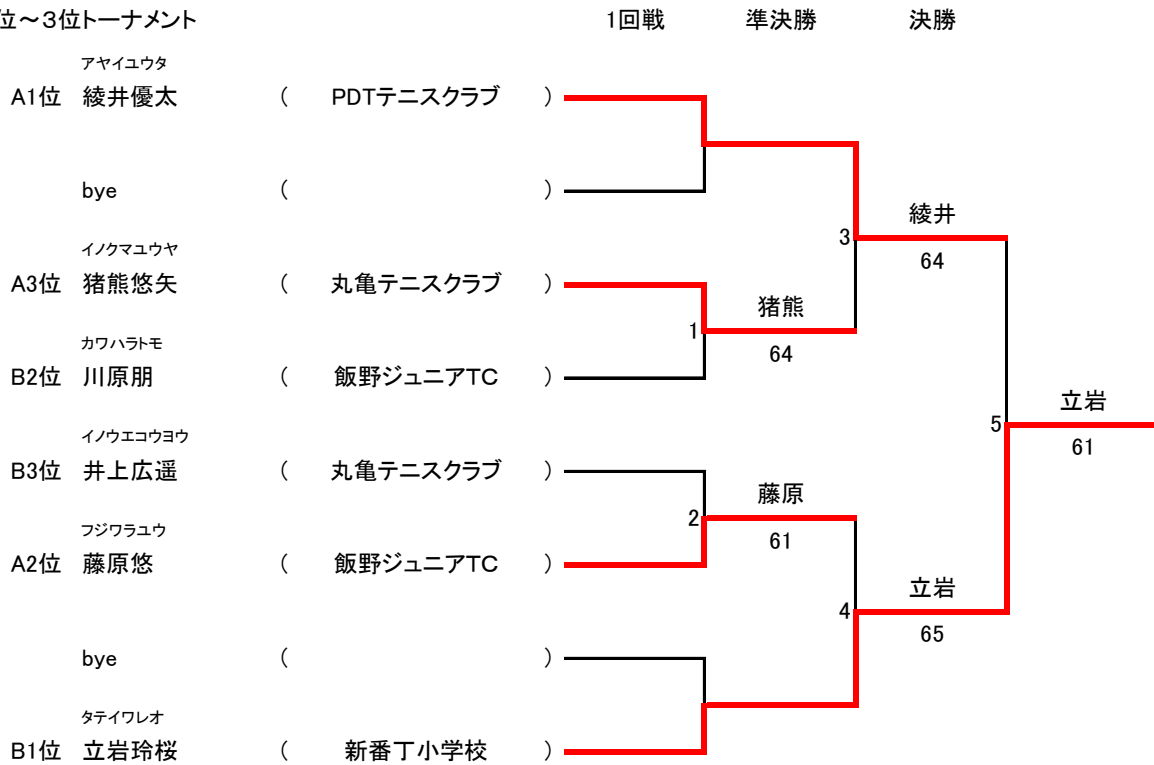 位～3位トーナメント 1回戦 準決勝 決勝
アヤイユウタ
A1位 綾井優太 ( PDTテニスクラブ )
bye ( )
綾井
3
イノクマユウヤ
64
A3位 猪熊悠矢 ( 丸亀テニスクラブ )
猪熊
1
カワハラトモ
64
B2位 川原朋 ( 飯野ジュニアTC )
立岩
5
イノウエコウヨウ
61
B3位 井上広遥 ( 丸亀テニスクラブ )
藤原
2
フジワラユウ
61
A2位 藤原悠 ( 飯野ジュニアTC )
立岩
4
65
bye ( )
タテイワレオ
B1位 立岩玲桜 ( 新番丁小学校 )